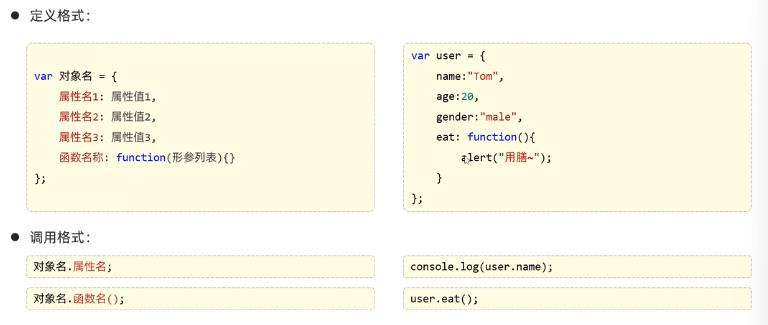 定义格式：
var 对象名 = {
属性名1: 属性值1,
属性名2: 属性值2,
属性名3: 属性值3,
函数名称: function(形参列表){}
};
var user = {
name:"Tom",
age:20,
gender:"male",
eat: function(){
alert("用膳~");
}
};
调用格式：
对象名.属性名;
console.log(user.name);
对象名.函数名();
user.eat();